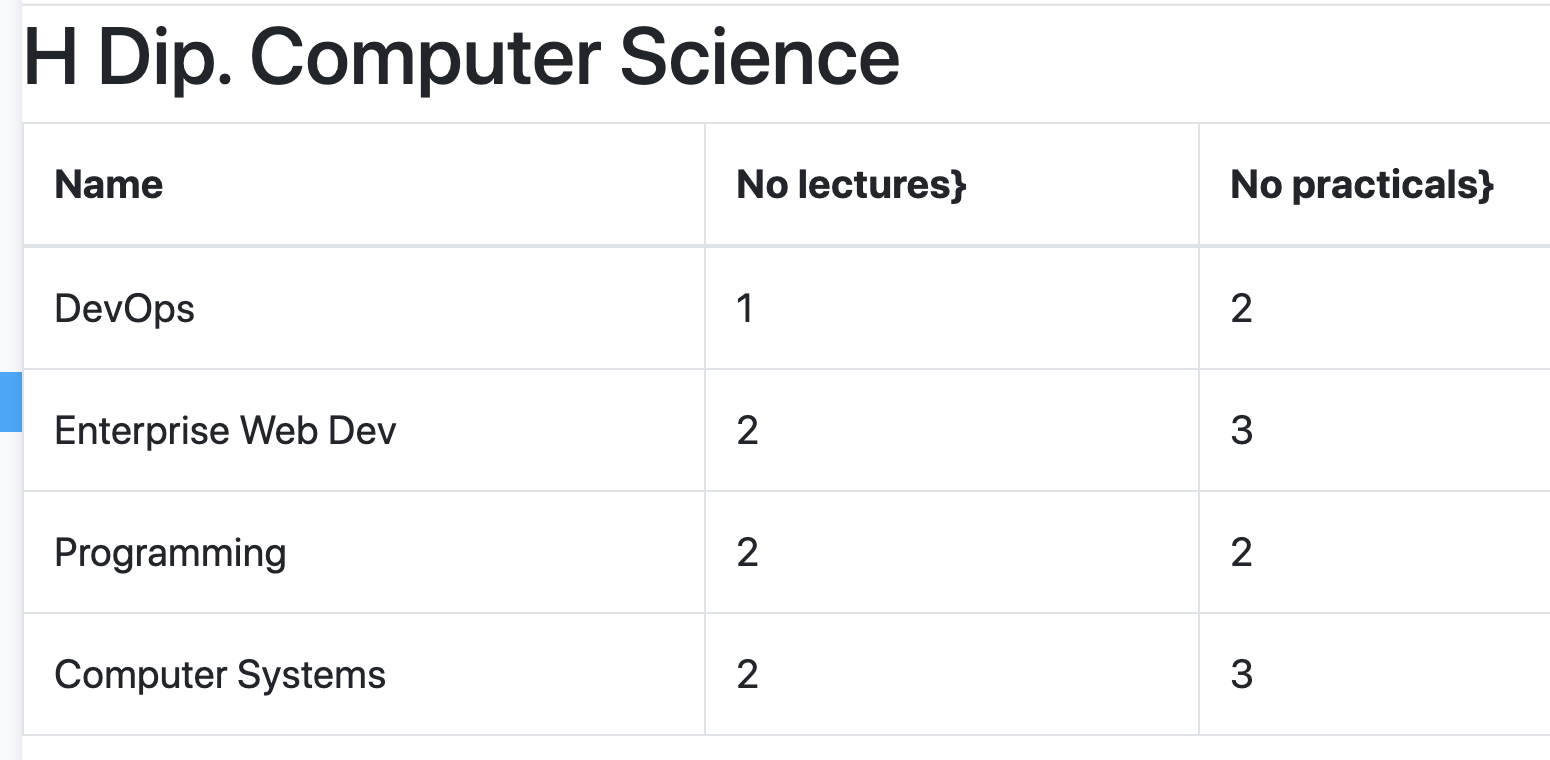 H Dip. Computer Science
Name No lectures} No practicals}
DevOps 1 2
Enterprise Web Dev 2 3
Programming 2 2
Computer Systems 2 3